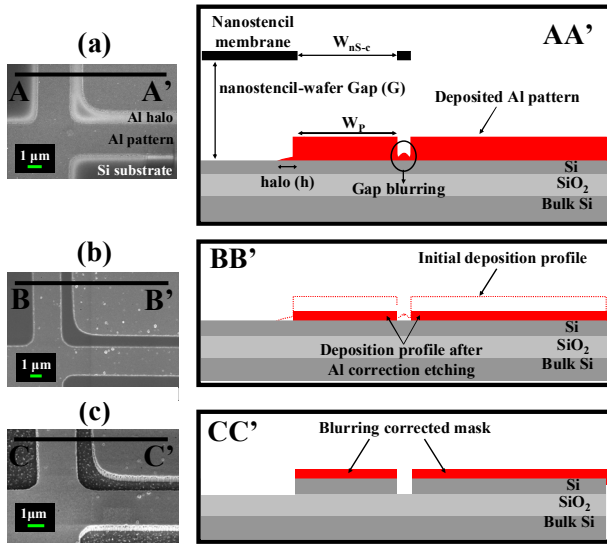 (a)
A
A’
Al halo
Al pattern
1 µm
Si substrate
Nanostencil
membrane
WnS-c
AA’
nanostencil-wafer Gap (G)
Deposited Al pattern
WP
halo (h)
Gap blurring
Si
SiO2
Bulk Si
(b)
B
B’
1 µm
BB’
Initial deposition profile
Deposition profile after
Al correction etching
Si
SiO2
Bulk Si
(c)
C
C’
1µm
CC’
Blurring corrected mask
Si
SiO2
Bulk Si